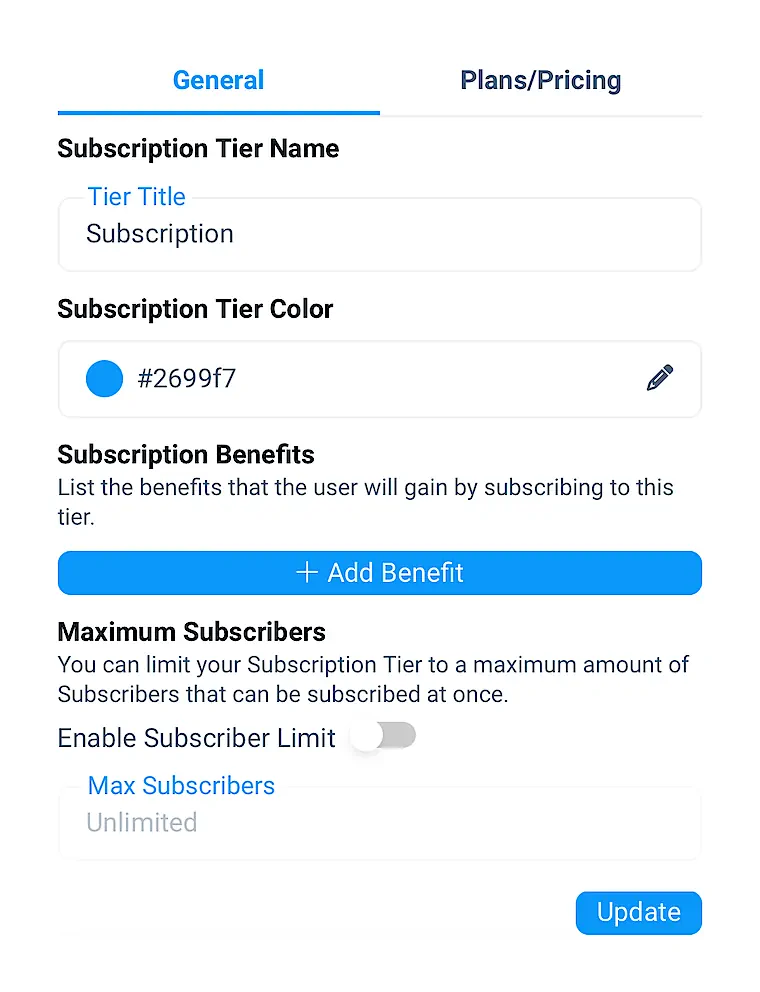 General
Plans/Pricing
Subscription Tier Name
Tier Title
Subscription
Subscription Tier Color
#2699f7
Subscription Benefits
List the benefits that the user will gain by subscribing to this
tier.
+ Add Benefit
Maximum Subscribers
You can limit your Subscription Tier to a maximum amount of
Subscribers that can be subscribed at once.
Enable Subscriber Limit
Max Subscribers
Unlimited
Update